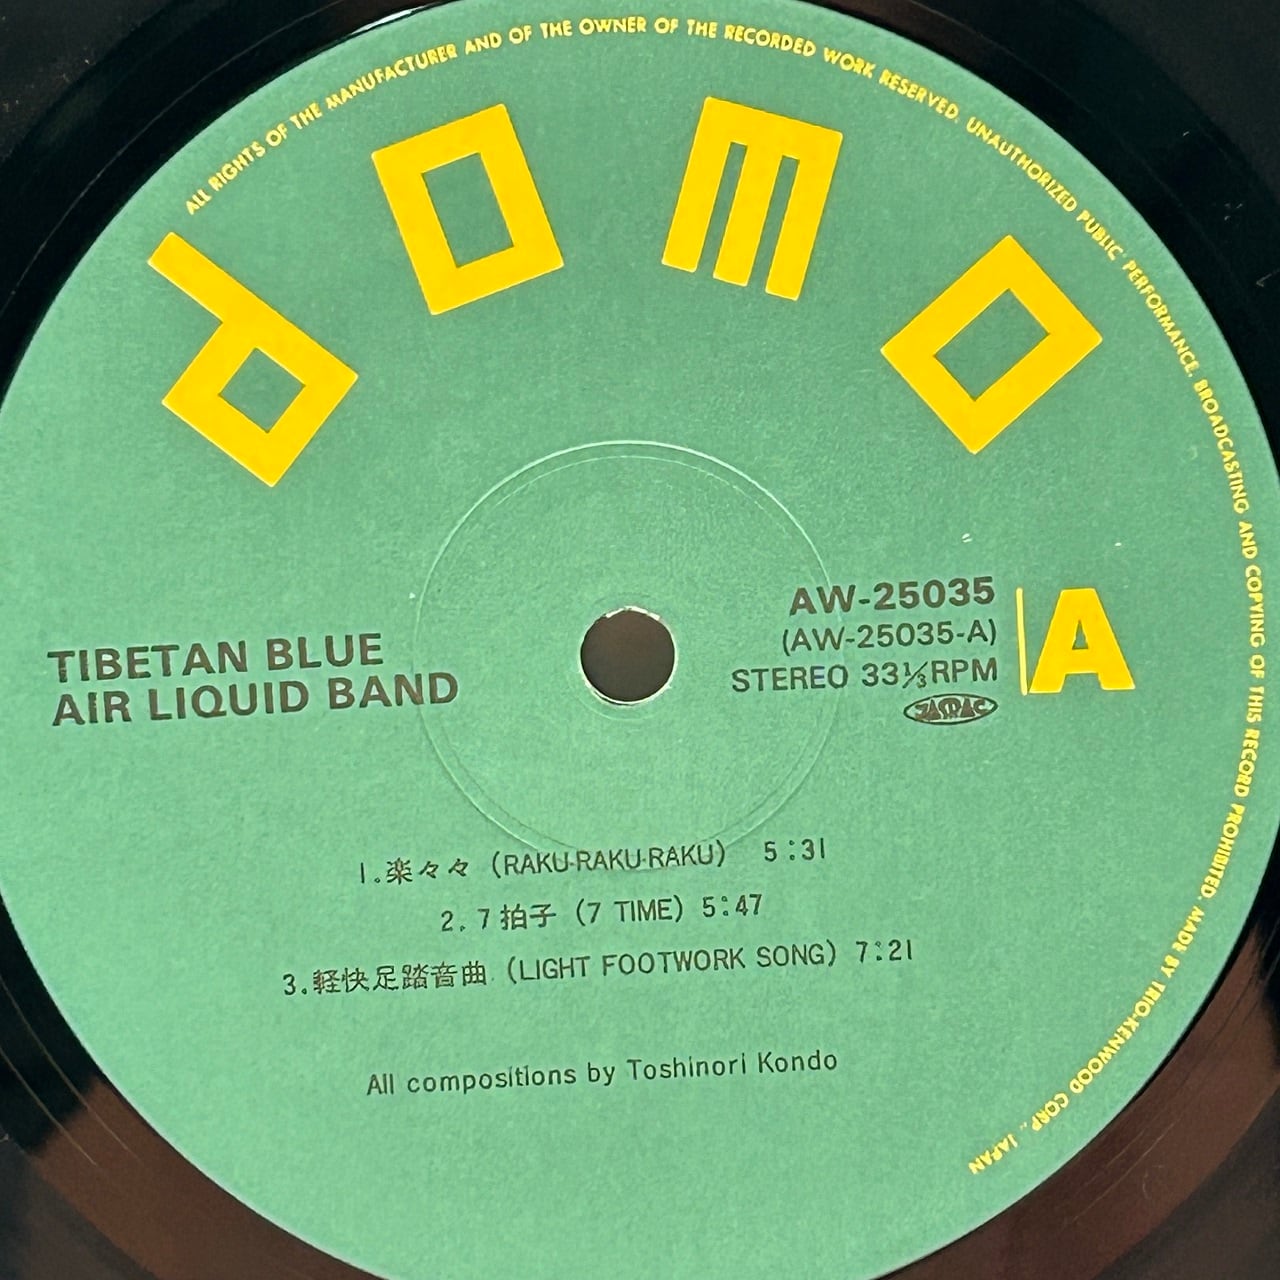 ALL RIGHTS OF THE MANUFACTURER AND OF THE OWNER OF THE RECORDED WORK RESERVED. UNAUTHORIZED PUBLIC PERFORMANCE. BROADCASTING AND COPYING OF THIS RECORD PROHIBITED. MADE BY TRIO-KENWOOD CORP., JAPAN
domo
TIBETAN BLUE
AIR LIQUID BAND
AW-25035
(AW-25035-A)
STEREO 33⅓RPM
JASRAC
A
1.楽々々 (RAKU-RAKU-RAKU) 5:31
2.7拍子 (7 TIME) 5:47
3.軽快足踏音曲 (LIGHT FOOTWORK SONG) 7:21
All compositions by Toshinori Kondo